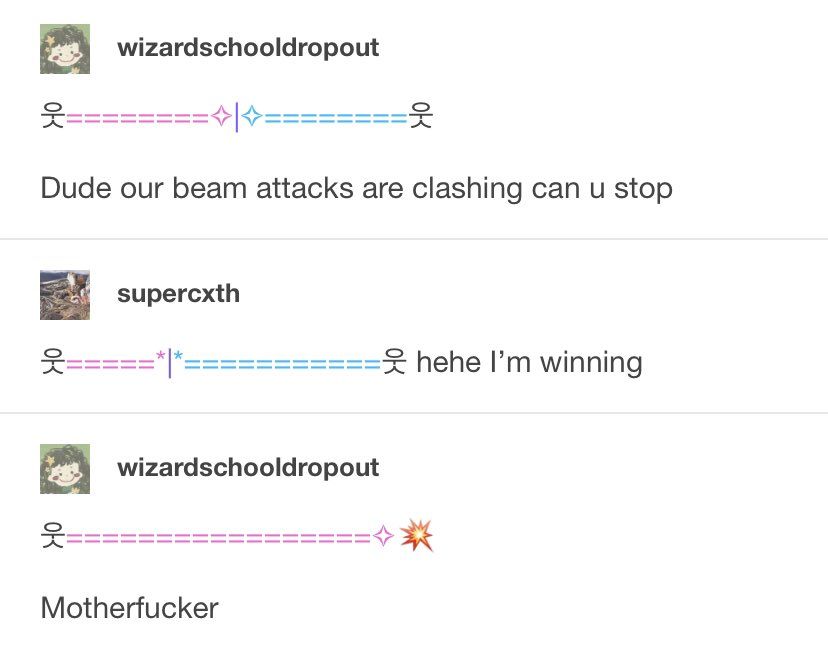 wizardschooldropout
웃========✧|✧========웃
Dude our beam attacks are clashing can u stop
supercxth
웃=====*|*===========웃 hehe I’m winning
wizardschooldropout
웃=================✧💥
Motherfucker